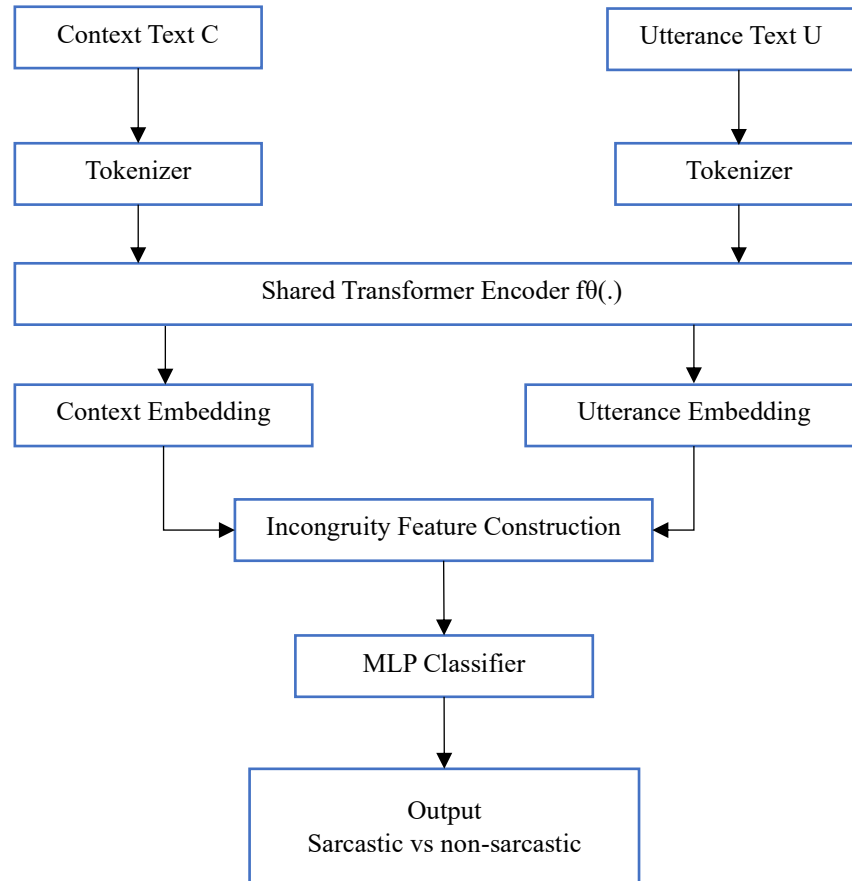 Context Text C
Utterance Text U
Tokenizer
Tokenizer
Shared Transformer Encoder fθ(.)
Context Embedding
Utterance Embedding
Incongruity Feature Construction
MLP Classifier
Output
Sarcastic vs non-sarcastic